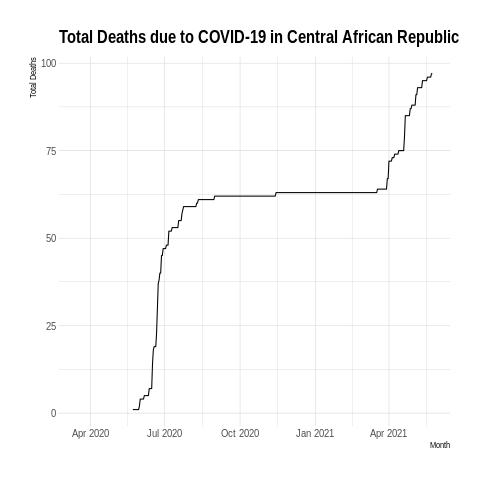 Total Deaths due to COVID-19 in Central African Republic
Total Deaths
100
75
50
25
0
Apr 2020 Jul 2020 Oct 2020 Jan 2021 Apr 2021
Month